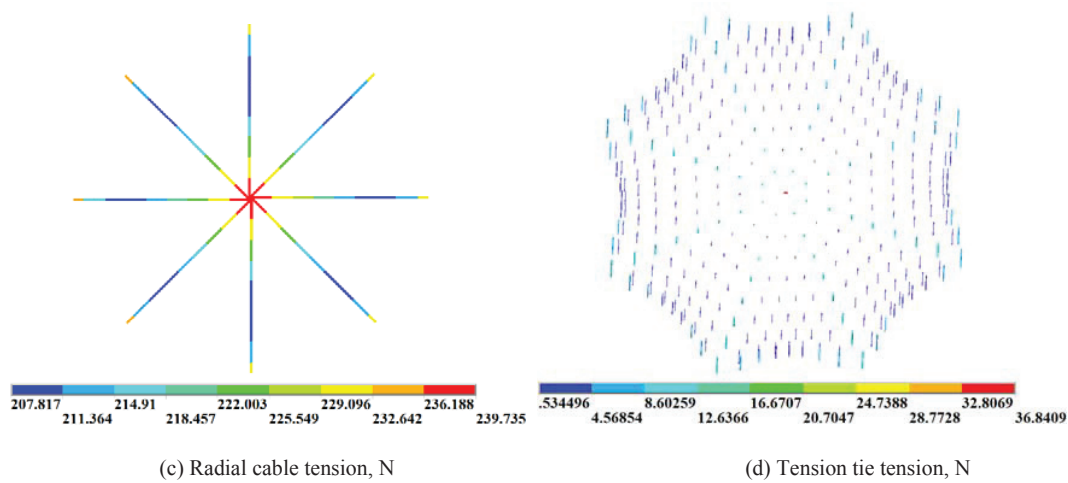 207.817 214.91 222.003 229.096 236.188
211.364 218.457 225.549 232.642 239.735
.534496 8.60259 16.6707 24.7388 32.8069
4.56854 12.6366 20.7047 28.7728 36.8409
(c) Radial cable tension, N
(d) Tension tie tension, N